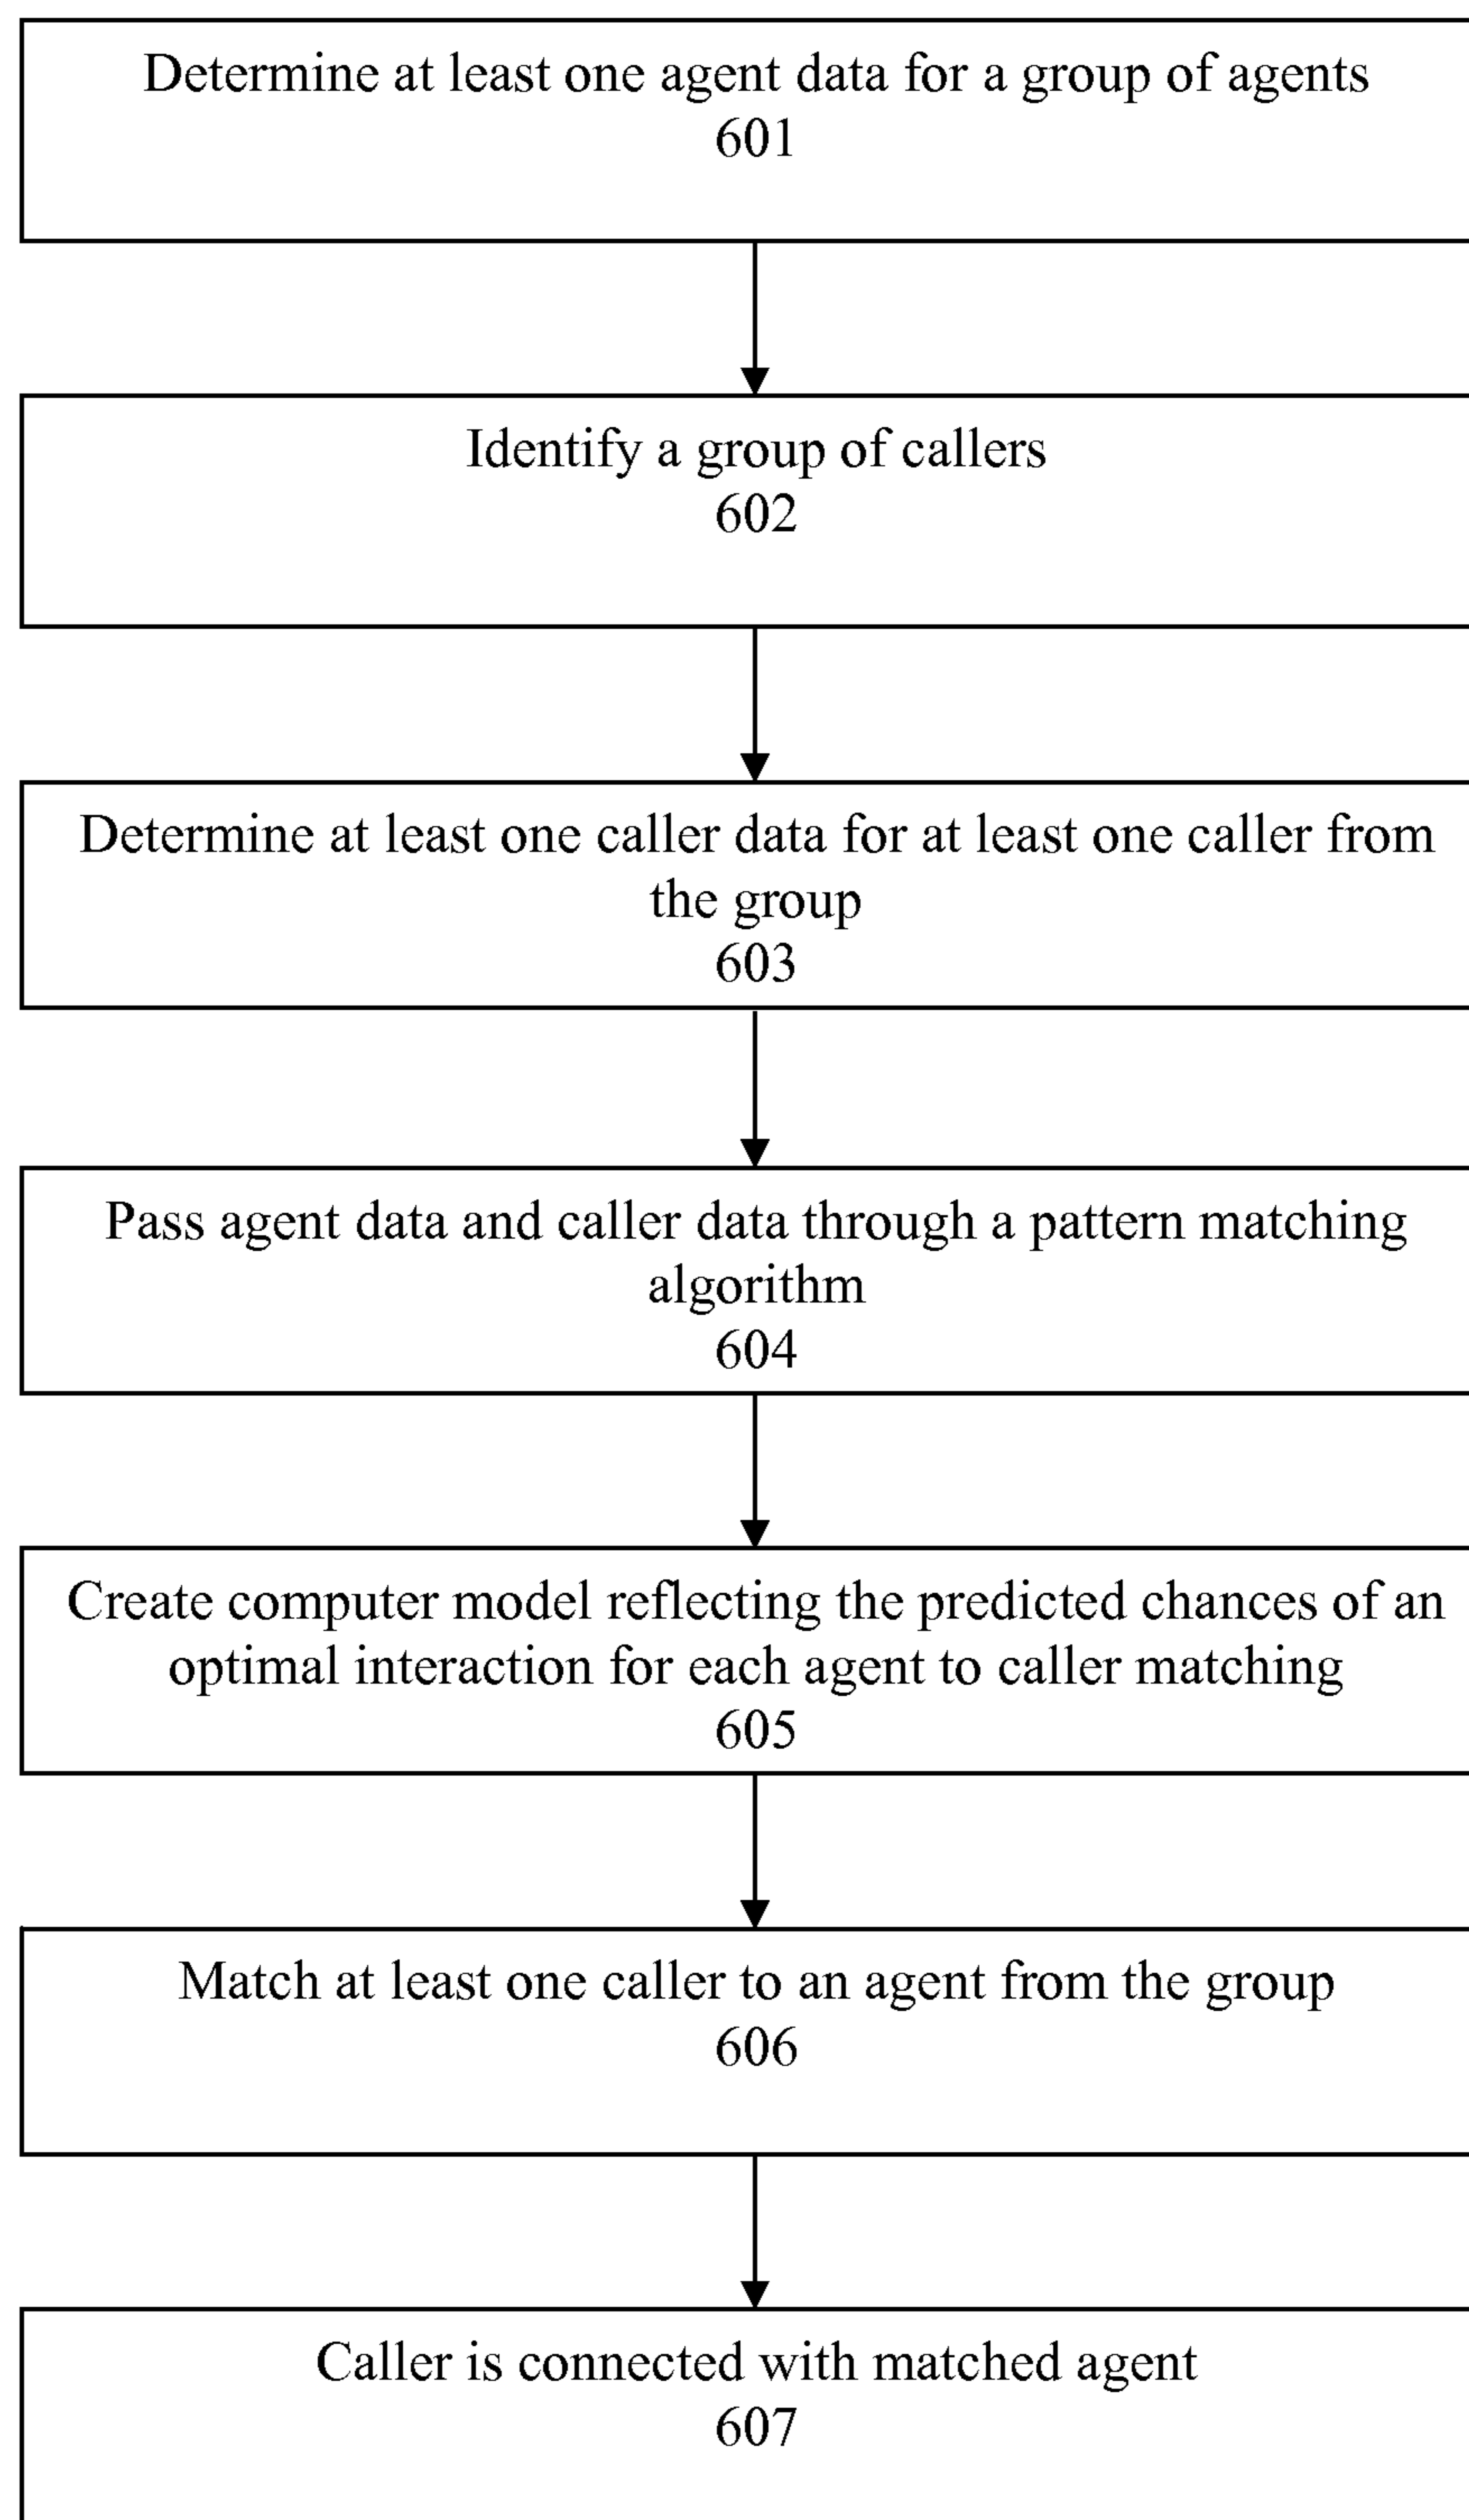 Determine at least one agent data for a group of agents
601
Identify a group of callers
602
Determine at least one caller data for at least one caller from
the group
603
Pass agent data and caller data through a pattern matching
algorithm
604
Create computer model reflecting the predicted chances of an
optimal interaction for each agent to caller matching
605
Match at least one caller to an agent from the group
606
Caller is connected with matched agent
607